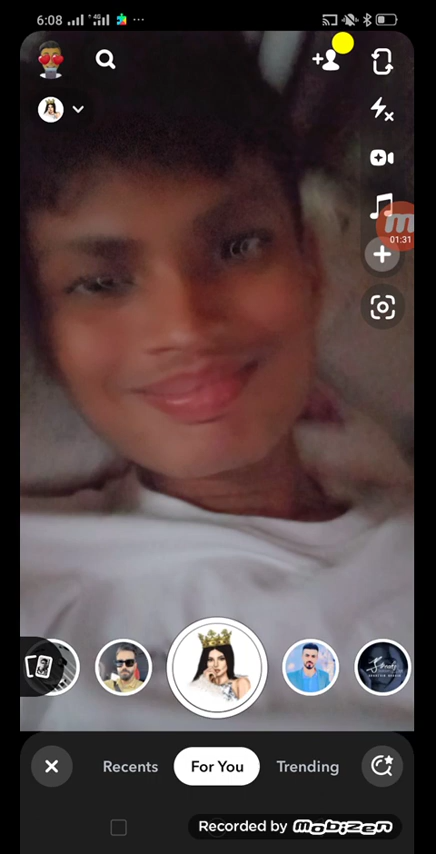 6:08
01:31
Recents
For You
Trending
Recorded by mobizen